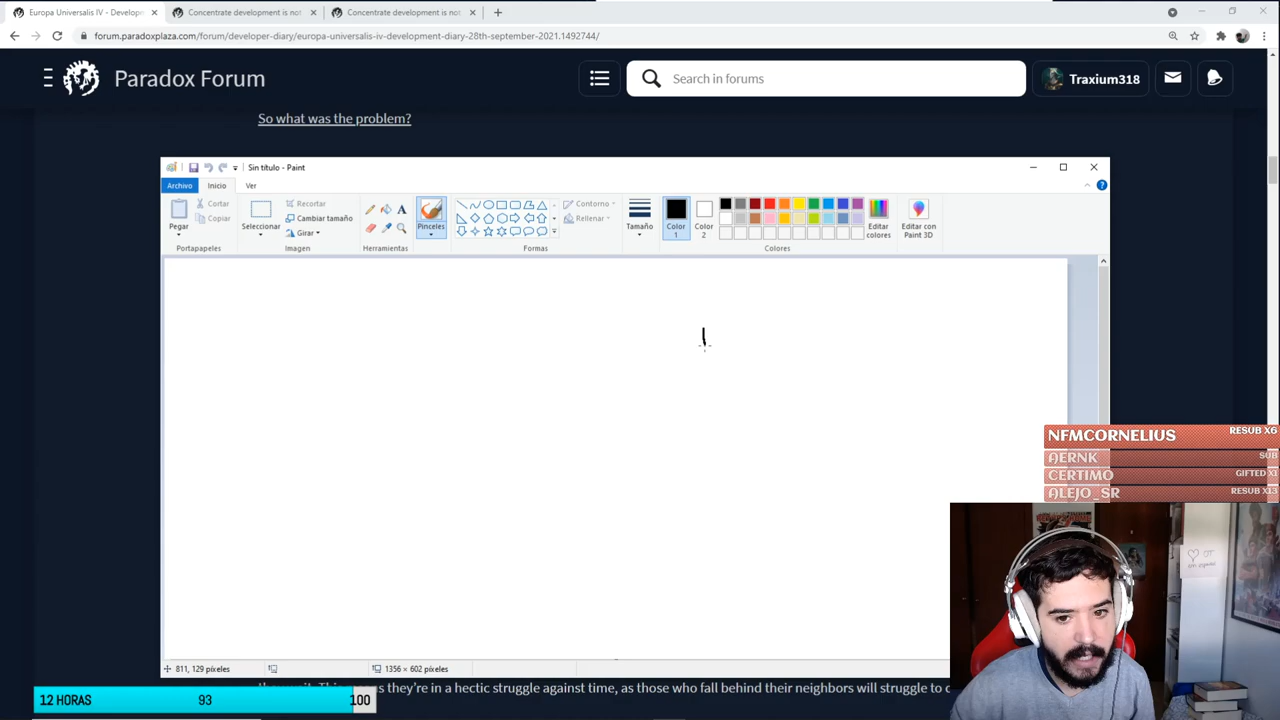 Europa Universalis IV - Developm
Concentrate development is not
Concentrate development is not
forum.paradoxplaza.com/forum/developer-diary/europa-universalis-iv-development-diary-28th-september-2021.1492744/
Paradox Forum
Search in forums
Traxium318
So what was the problem?
Sin título - Paint
Archivo Inicio Ver
Pegar
Cortar
Copiar
Portapapeles
Seleccionar
Recortar
Cambiar tamaño
Girar
Imagen
Herramientas
Pinceles
Contorno
Rellenar
Formas
Tamaño
Color 1
Color 2
Editar colores
Editar con Paint 3D
Colores
NFMCORNELIUS RESUB X6
AERNK SUB
CERTIMO GIFTED X1
ALEJO_SR RESUB X13
811, 129 píxeles
1356 × 602 píxeles
they're in a hectic struggle against time, as those who fall behind their neighbors will struggle to
12 HORAS 93 100